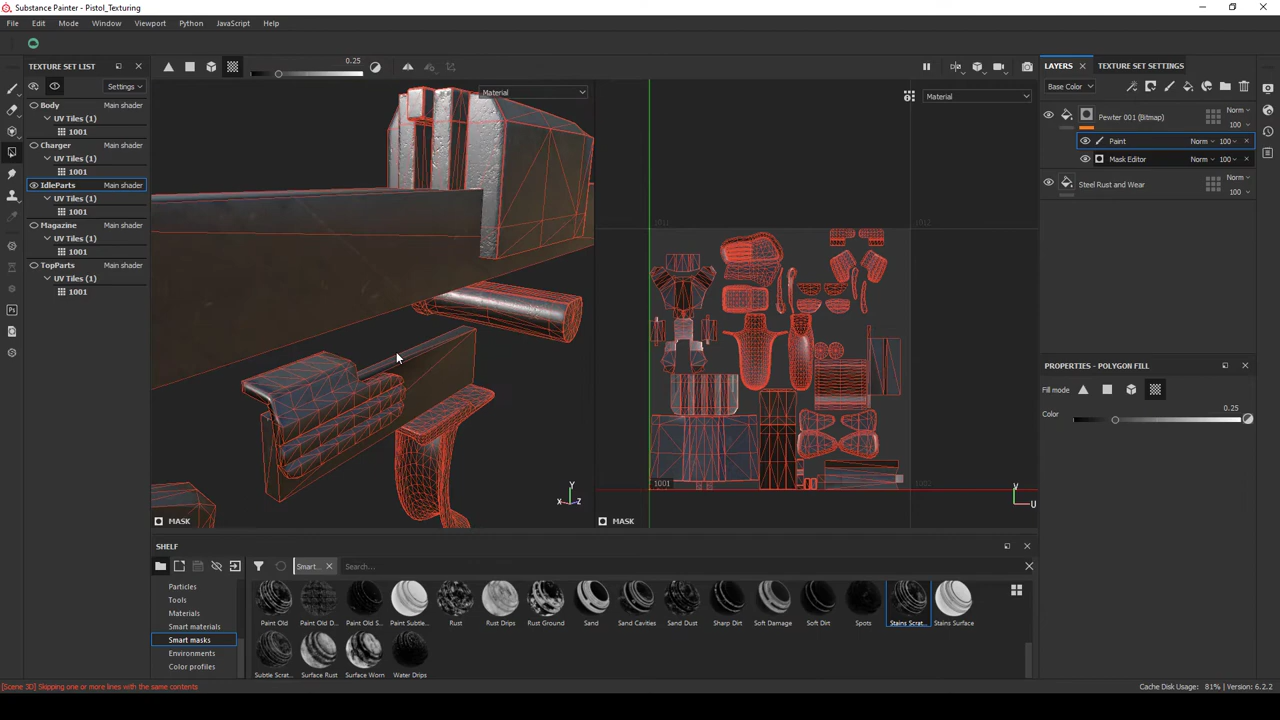 Substance Painter - Pistol_Texturing
File Edit Mode Window Viewport Python JavaScript Help
TEXTURE SET LIST
Settings
Body Main shader
UV Tiles (1)
1001
Charger Main shader
UV Tiles (1)
1001
IdleParts Main shader
UV Tiles (1)
1001
Magazine Main shader
UV Tiles (1)
1001
TopParts Main shader
UV Tiles (1)
1001
0.25
Material
Material
1011 1012
1001 1002
Y
X Z
V
U
MASK
MASK
LAYERS TEXTURE SET SETTINGS
Base Color
Pewter 001 (Bitmap) Norm
100
Paint Norm 100
Mask Editor Norm 100
Steel Rust and Wear Norm
100
PROPERTIES - POLYGON FILL
Fill mode
0.25
Color
SHELF
Smart... Search...
Particles
Tools
Materials
Smart materials
Smart masks
Environments
Color profiles
Paint Old Paint Old D... Paint Old S... Paint Subtle... Rust Rust Drips Rust Ground Sand Sand Cavities Sand Dust Sharp Dirt Soft Damage Soft Dirt Spots Stains Scrat... Stains Surface
Subtle Scrat... Surface Rust Surface Worn Water Drips
[Scene 3D] Skipping one or more lines with the same contents
Cache Disk Usage: 81% | Version: 6.2.2